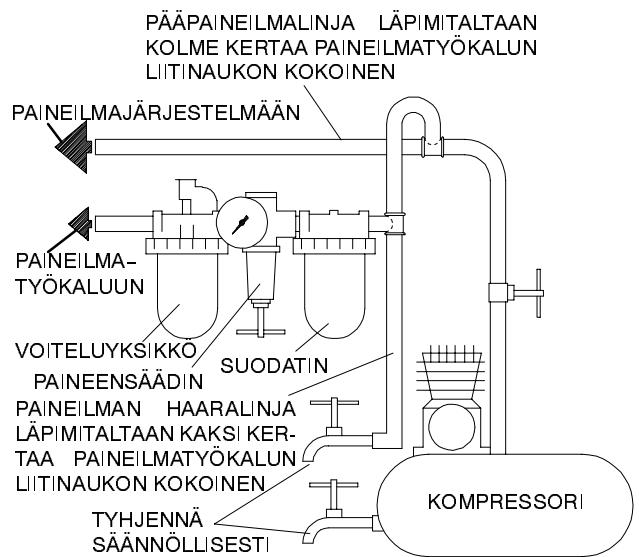 PÄÄPAINEILMALINJA LÄPIMITALTAAN
KOLME KERTAA PAINEILMATYÖKALUN
LIITINAUKON KOKOINEN
PAINEILMAJÄRJESTELMÄÄN
PAINEILMA–
TYÖKALUUN
VOITELUYKSIKKÖ
SUODATIN
PAINEENSÄÄDIN
PAINEILMAN HAARALINJA
LÄPIMITALTAAN KAKSI KER-
TAA PAINEILMATYÖKALUN
LIITINAUKON KOKOINEN
KOMPRESSORI
TYHJENNÄ
SÄÄNNÖLLISESTI